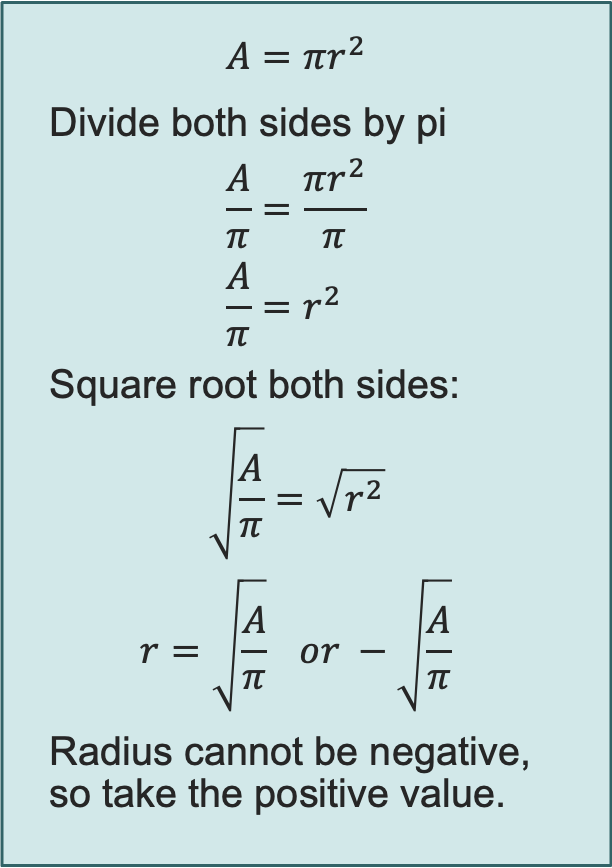 A = πr²
Divide both sides by pi
A/π = πr²/π
A/π = r²
Square root both sides:
√(A/π) = √(r²)
r = √(A/π) or − √(A/π)
Radius cannot be negative,
so take the positive value.